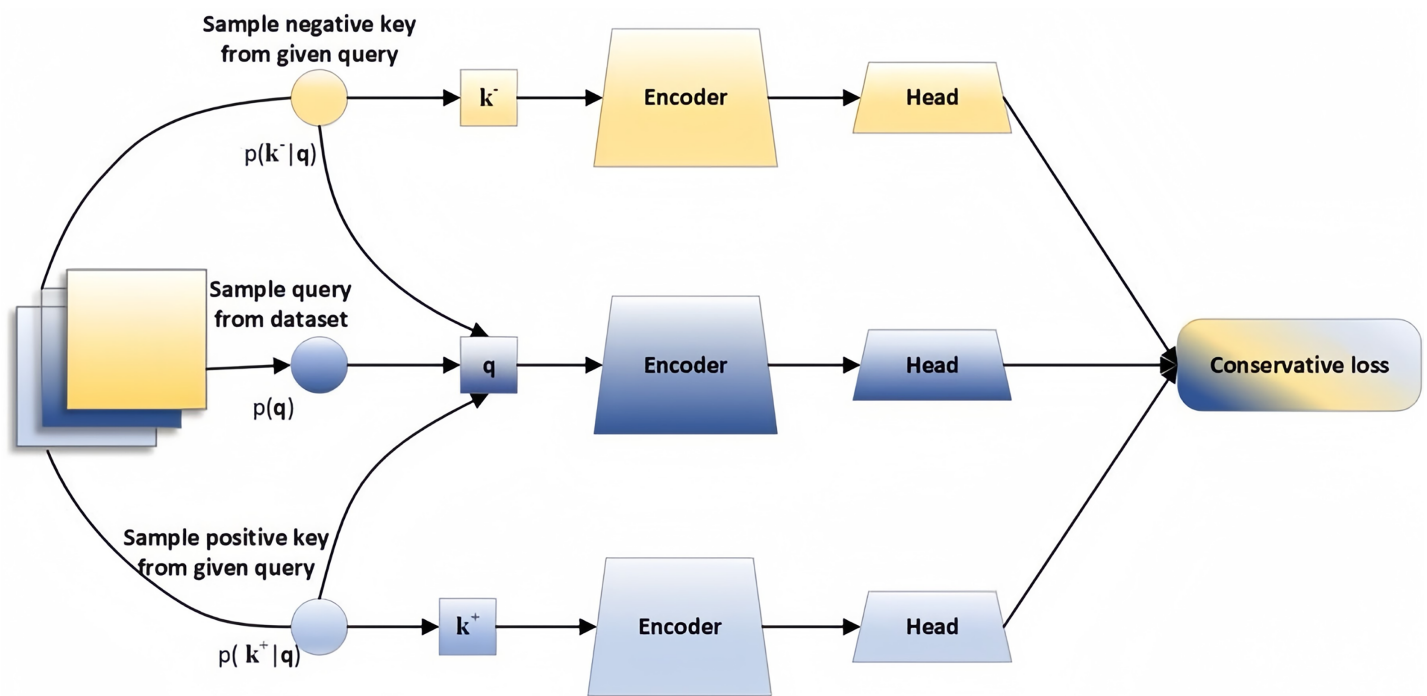 Sample negative key
from given query
k⁻
Encoder
Head
p(k⁻|q)
Sample query
from dataset
q
Encoder
Head
Conservative loss
p(q)
Sample positive key
from given query
k⁺
Encoder
Head
p( k⁺|q)